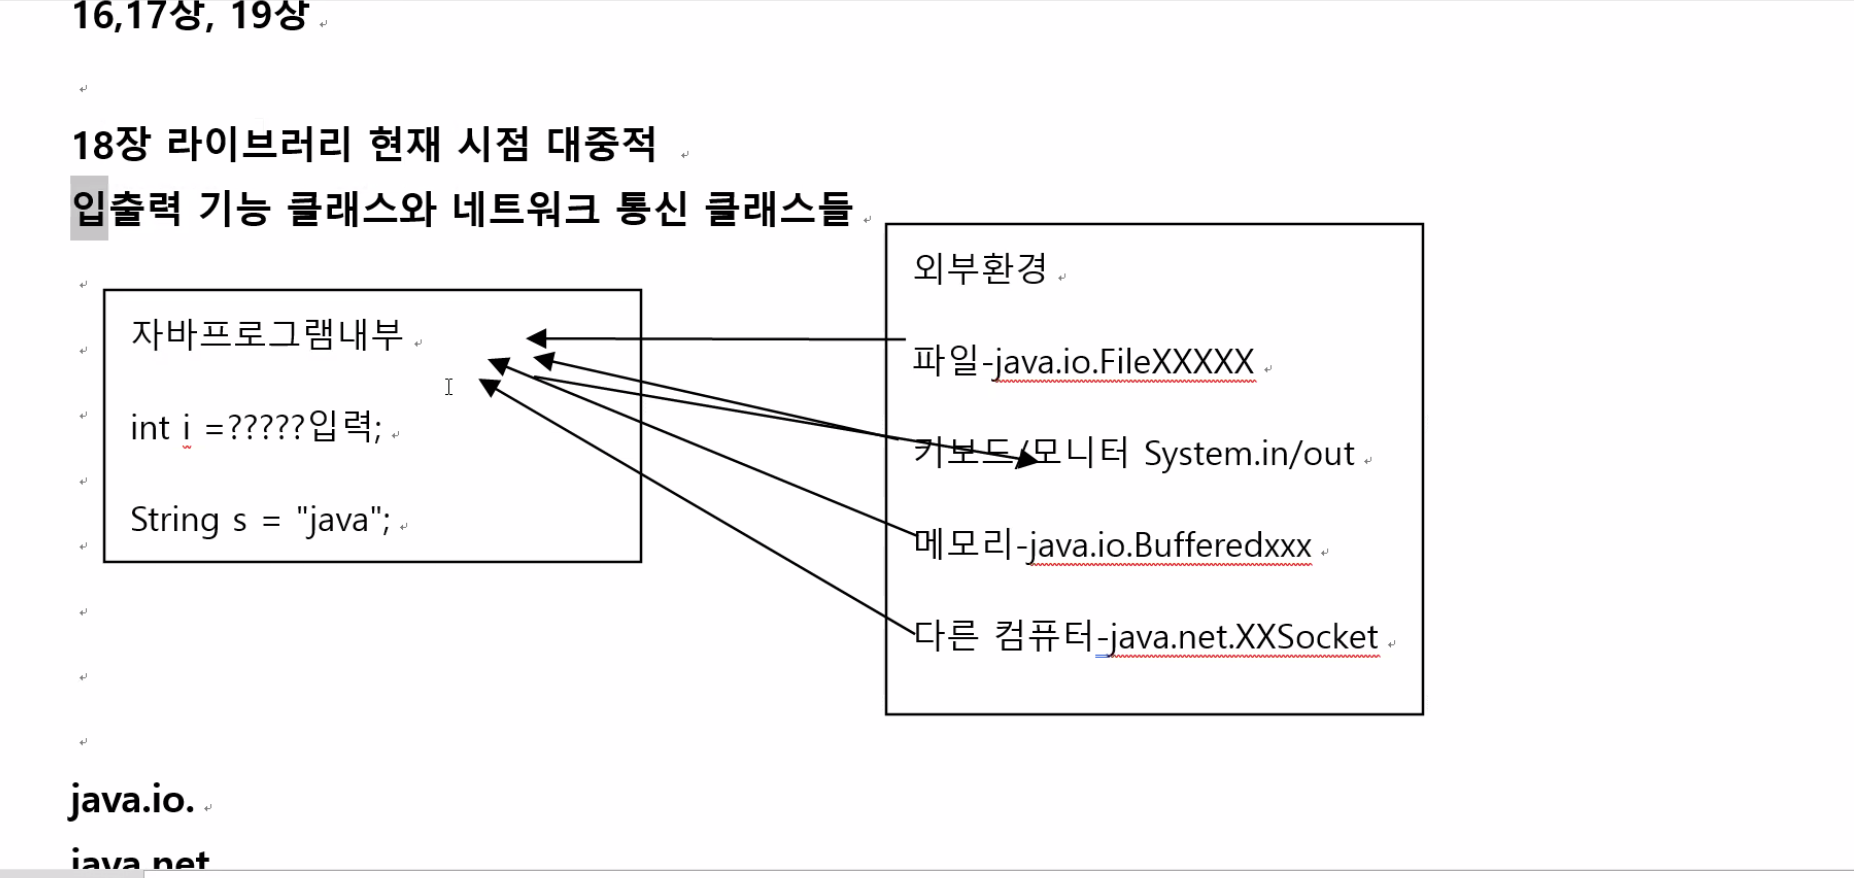 16,17상, 19상
18장 라이브러리 현재 시점 대중적
입출력 기능 클래스와 네트워크 통신 클래스들
자바프로그램내부
int i =?????입력;
String s = "java";
외부환경
파일-java.io.FileXXXXX
키보드/모니터 System.in/out
메모리-java.io.Bufferedxxx
다른 컴퓨터-java.net.XXSocket
java.io.
java.net